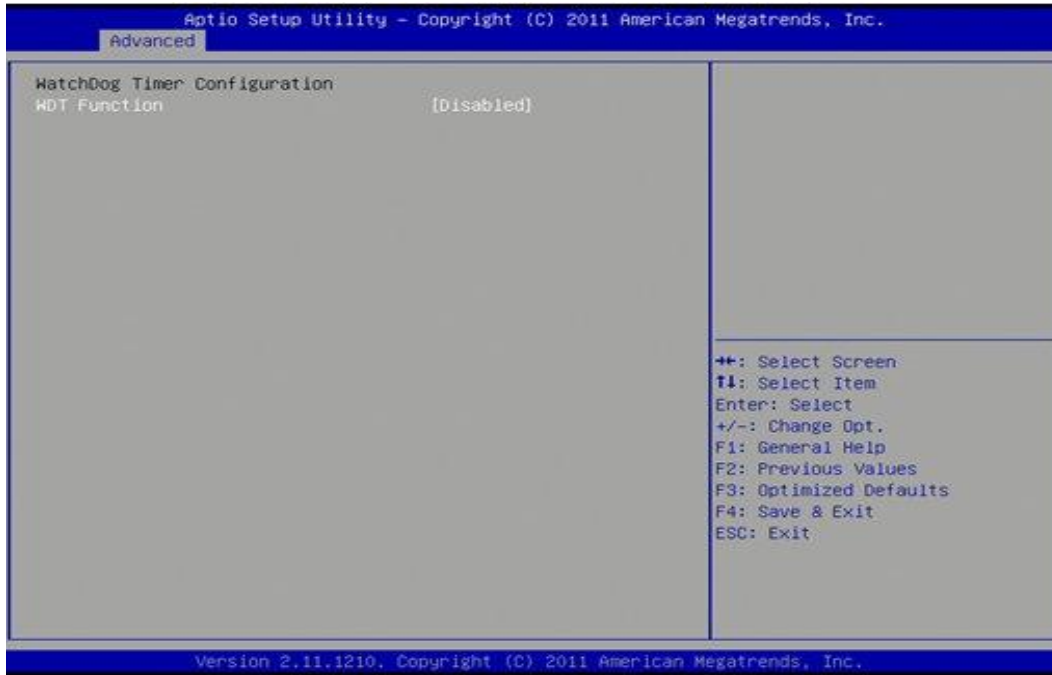 Aptio Setup Utility – Copyright (C) 2011 American Megatrends, Inc.
Advanced
WatchDog Timer Configuration
WDT Function [Disabled]
→←: Select Screen
↑↓: Select Item
Enter: Select
+/-: Change Opt.
F1: General Help
F2: Previous Values
F3: Optimized Defaults
F4: Save & Exit
ESC: Exit
Version 2.11.1210. Copyright (C) 2011 American Megatrends, Inc.